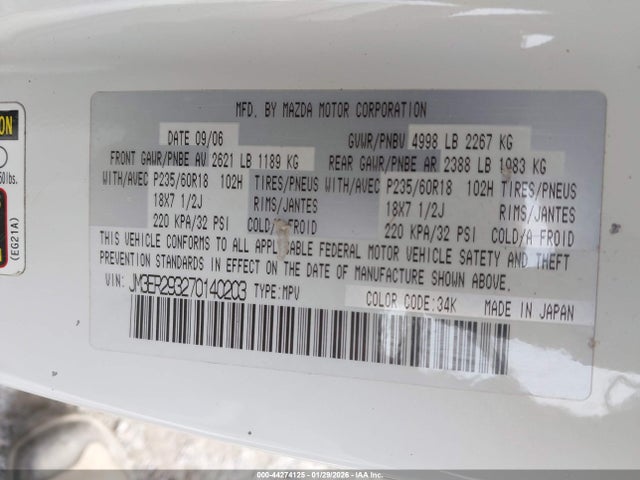 MFD. BY MAZDA MOTOR CORPORATION
DATE 09/06 GVWR/PNBV 4998 LB 2267 KG
FRONT GAWR/PNBE AV 2621 LB 1189 KG REAR GAWR/PNBE AR 2388 LB 1083 KG
WITH/AVEC P235/60R18 102H TIRES/PNEUS WITH/AVEC P235/60R18 102H TIRES/PNEUS
18X7 1/2J RIMS/JANTES 18X7 1/2J RIMS/JANTES
220 KPA/32 PSI COLD/A FROID 220 KPA/32 PSI COLD/A FROID
THIS VEHICLE CONFORMS TO ALL APPLICABLE FEDERAL MOTOR VEHICLE SAFETY AND THEFT
PREVENTION STANDARDS IN EFFECT ON THE DATE OF MANUFACTURE SHOWN ABOVE.
VIN: JM3ER293270140203 TYPE:MPV COLOR CODE:34K MADE IN JAPAN
ION
50lbs.
(EG21A)
000-44274125 - 01/29/2026 - IAA Inc.